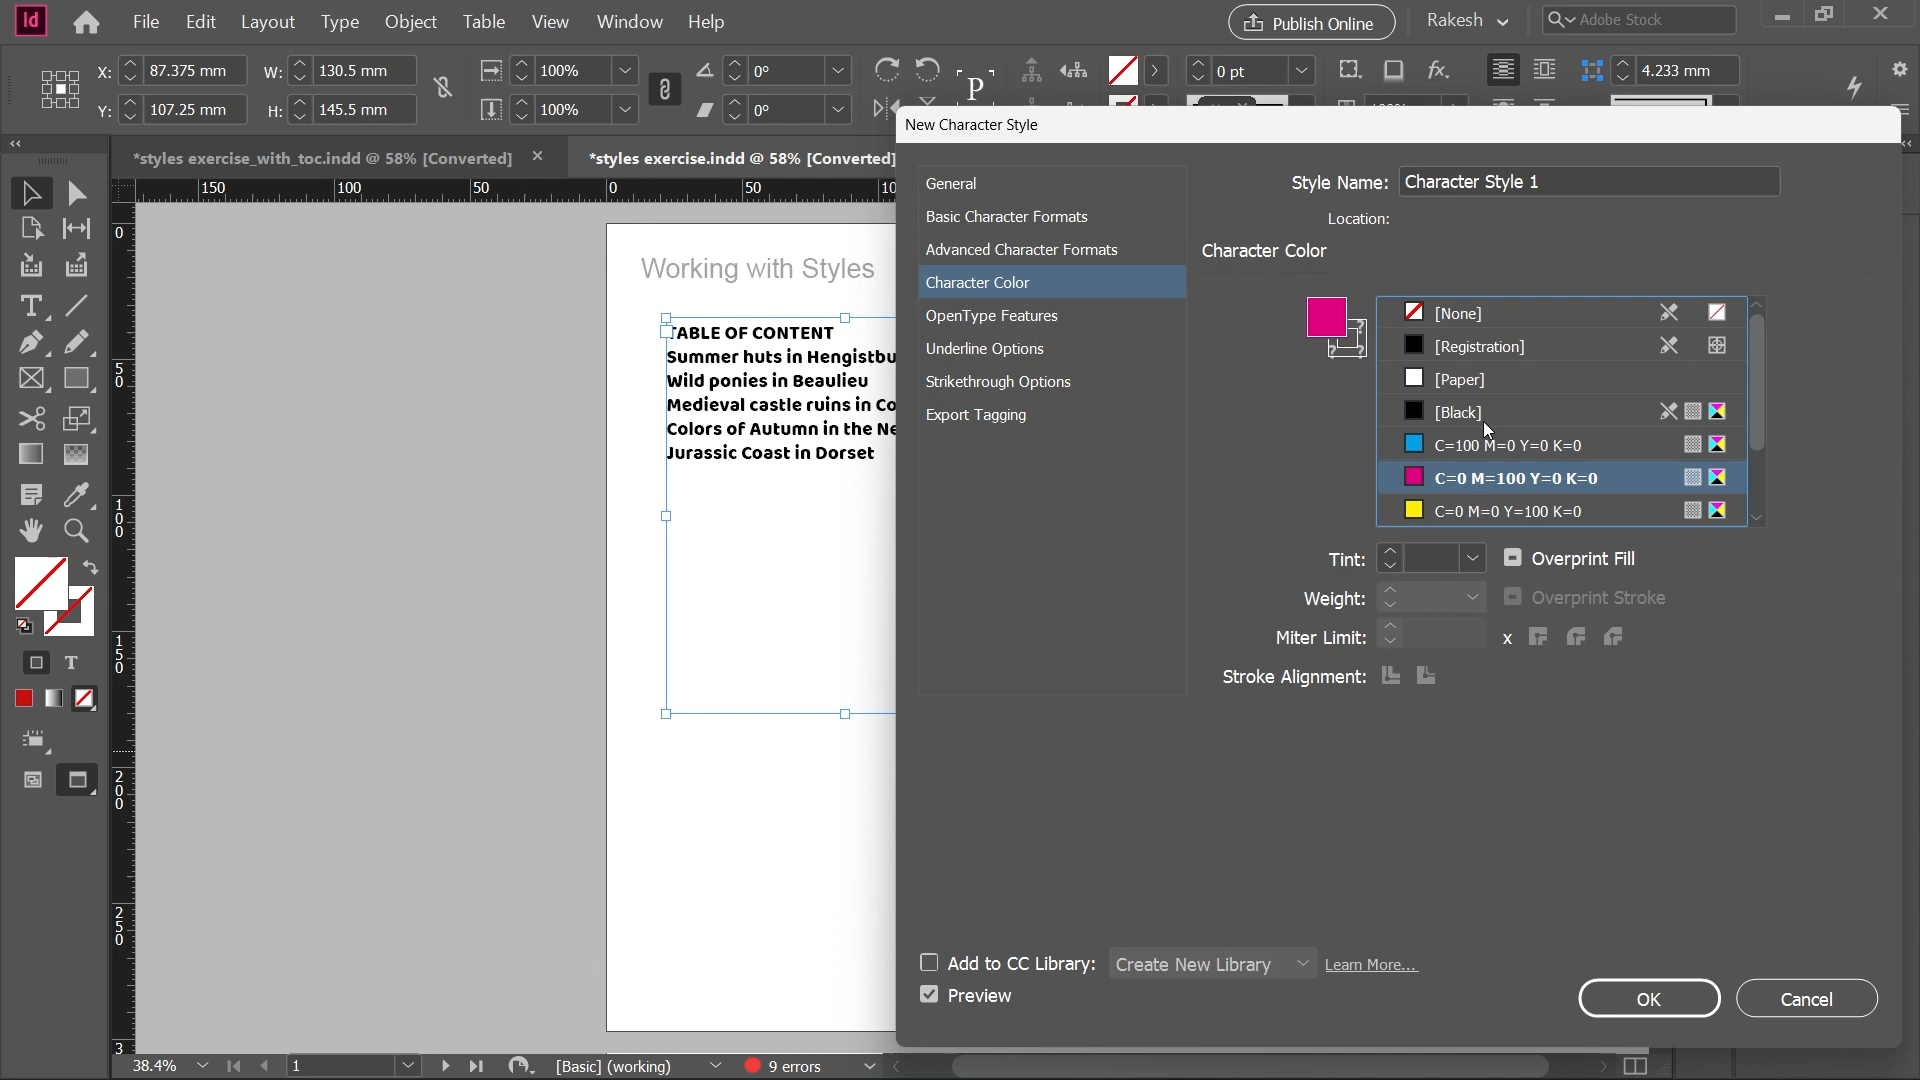 Id
File Edit Layout Type Object Table View Window Help
Publish Online
Rakesh
Adobe Stock
X: 87.375 mm
W: 130.5 mm
100%
0°
P
0 pt
fx.
4.233 mm
Y: 107.25 mm
H: 145.5 mm
100%
0°
*styles exercise_with_toc.indd @ 58% [Converted]
*styles exercise.indd @ 58% [Converted]
150 100 50 0 50
0
50
100
150
200
250
3
T
T
Working with Styles
TABLE OF CONTENT
Summer huts in Hengistbu
Wild ponies in Beaulieu
Medieval castle ruins in Co
Colors of Autumn in the Ne
Jurassic Coast in Dorset
New Character Style
General
Basic Character Formats
Advanced Character Formats
Character Color
OpenType Features
Underline Options
Strikethrough Options
Export Tagging
Style Name: Character Style 1
Location:
Character Color
[None]
[Registration]
[Paper]
[Black]
C=100 M=0 Y=0 K=0
C=0 M=100 Y=0 K=0
C=0 M=0 Y=100 K=0
Tint:
Overprint Fill
Weight:
Overprint Stroke
Miter Limit:
x
Stroke Alignment:
Add to CC Library: Create New Library Learn More...
Preview
OK
Cancel
38.4%
1
[Basic] (working)
9 errors